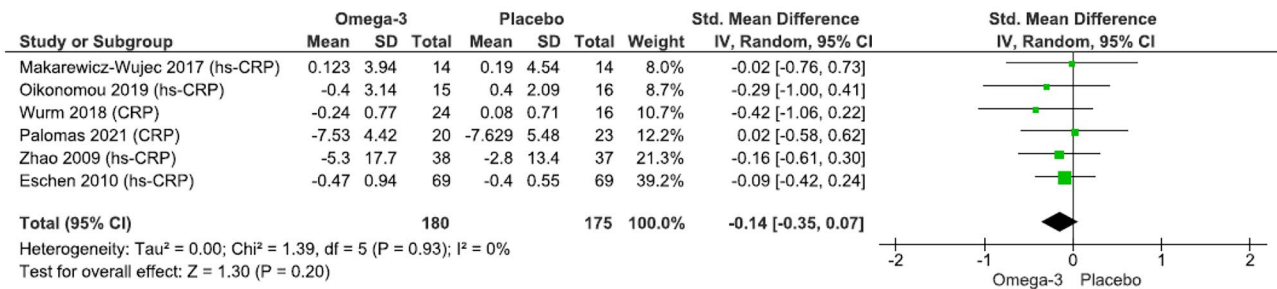 Omega-3 Placebo Std. Mean Difference Std. Mean Difference
Study or Subgroup Mean SD Total Mean SD Total Weight IV, Random, 95% CI IV, Random, 95% CI
Makarewicz-Wujec 2017 (hs-CRP) 0.123 3.94 14 0.19 4.54 14 8.0% -0.02 [-0.76, 0.73]
Oikonomou 2019 (hs-CRP) -0.4 3.14 15 0.4 2.09 16 8.7% -0.29 [-1.00, 0.41]
Wurm 2018 (CRP) -0.24 0.77 24 0.08 0.71 16 10.7% -0.42 [-1.06, 0.22]
Palomas 2021 (CRP) -7.53 4.42 20 -7.629 5.48 23 12.2% 0.02 [-0.58, 0.62]
Zhao 2009 (hs-CRP) -5.3 17.7 38 -2.8 13.4 37 21.3% -0.16 [-0.61, 0.30]
Eschen 2010 (hs-CRP) -0.47 0.94 69 -0.4 0.55 69 39.2% -0.09 [-0.42, 0.24]
Total (95% CI) 180 175 100.0% -0.14 [-0.35, 0.07]
Heterogeneity: Tau² = 0.00; Chi² = 1.39, df = 5 (P = 0.93); I² = 0%
Test for overall effect: Z = 1.30 (P = 0.20)
-2 -1 0 1 2
Omega-3 Placebo